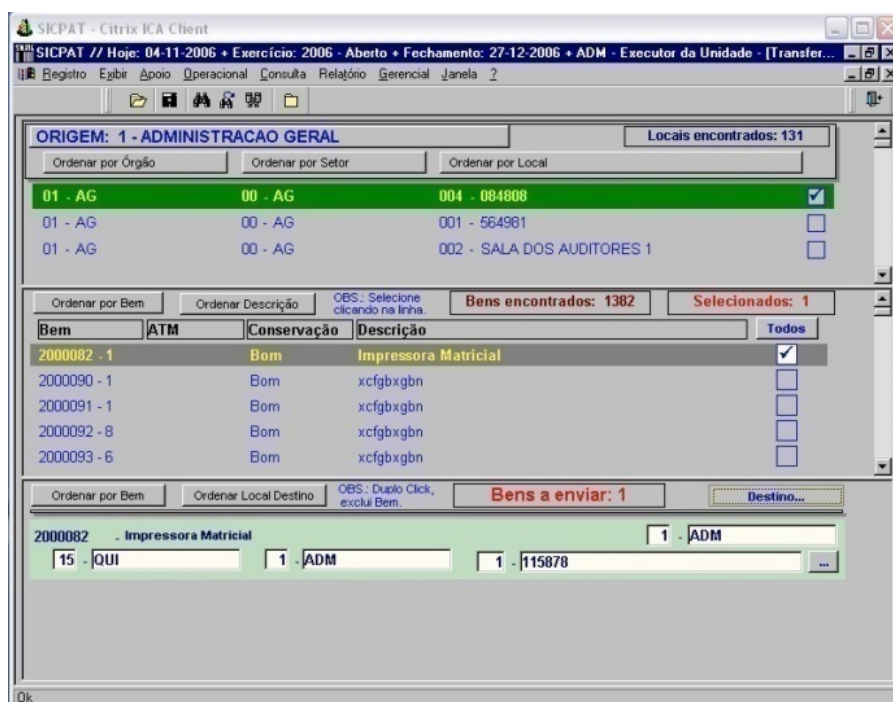 SICPAT - Citrix ICA Client
SICPAT // Hoje: 04-11-2006 + Exercício: 2006 - Aberto + Fechamento: 27-12-2006 + ADM - Executor da Unidade - [Transfer...
Registro Exibir Apoio Operacional Consulta Relatório Gerencial Janela ?
ORIGEM: 1 - ADMINISTRACAO GERAL Locais encontrados: 131
Ordenar por Órgão Ordenar por Setor Ordenar por Local
01 - AG 00 - AG 004 - 084808
01 - AG 00 - AG 001 - 564981
01 - AG 00 - AG 002 - SALA DOS AUDITORES 1
Ordenar por Bem Ordenar Descrição OBS.: Selecione clicando na linha. Bens encontrados: 1382 Selecionados: 1
Bem ATM Conservação Descrição Todos
2000082 - 1 Bom Impressora Matricial
2000090 - 1 Bom xcfgbxgbn
2000091 - 1 Bom xcfgbxgbn
2000092 - 8 Bom xcfgbxgbn
2000093 - 6 Bom xcfgbxgbn
Ordenar por Bem Ordenar Local Destino OBS.: Duplo Click, exclui Bem. Bens a enviar: 1 Destino...
2000082 . Impressora Matricial 1 - ADM
15 - QUI 1 - ADM 1 - 115878 ...
Ok